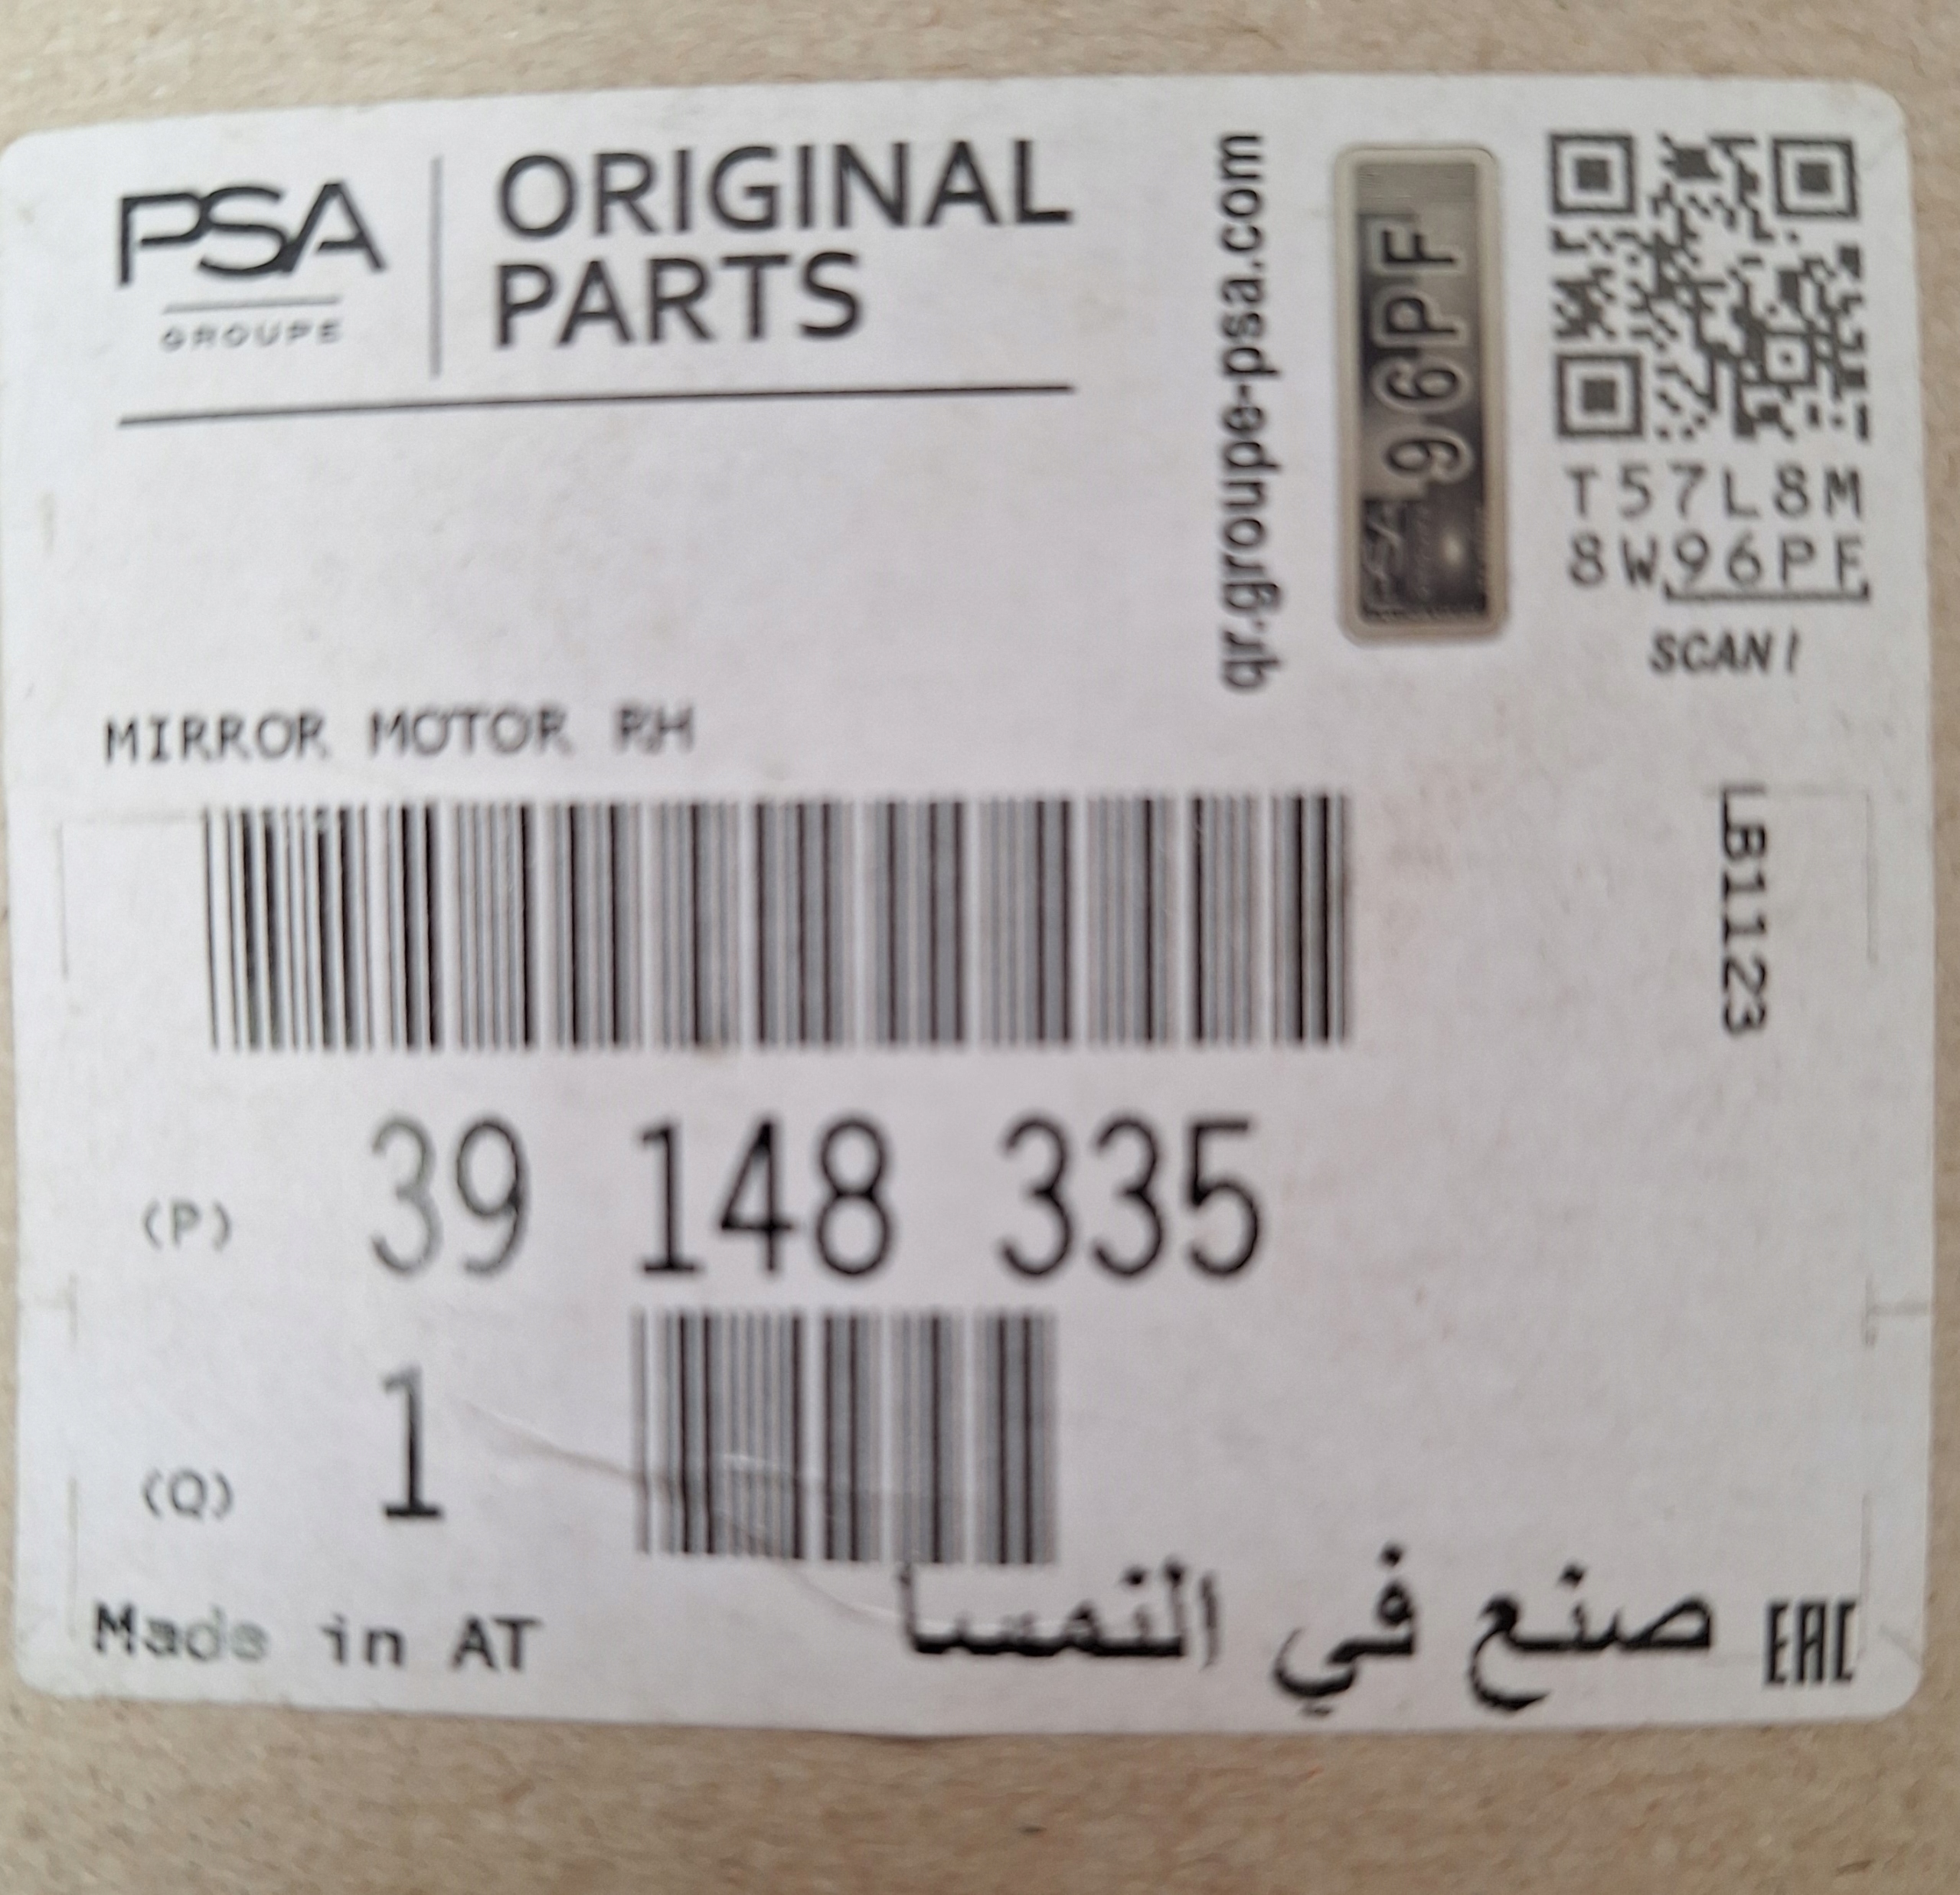 PSA
GROUPE
ORIGINAL
PARTS
qr.groupe-psa.com
PSA
96PF
T57L8M
8W96PF
SCAN!
MIRROR MOTOR RH
LB1123
(P) 39 148 335
(Q) 1
Made in AT
صنع في النمسا
EAC